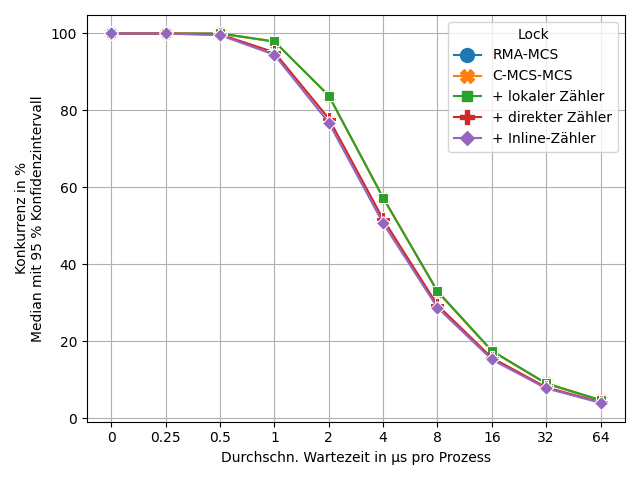 Lock
RMA-MCS
C-MCS-MCS
+ lokaler Zähler
+ direkter Zähler
+ Inline-Zähler
Konkurrenz in %
Median mit 95 % Konfidenzintervall
100
80
60
40
20
0
0 0.25 0.5 1 2 4 8 16 32 64
Durchschn. Wartezeit in µs pro Prozess